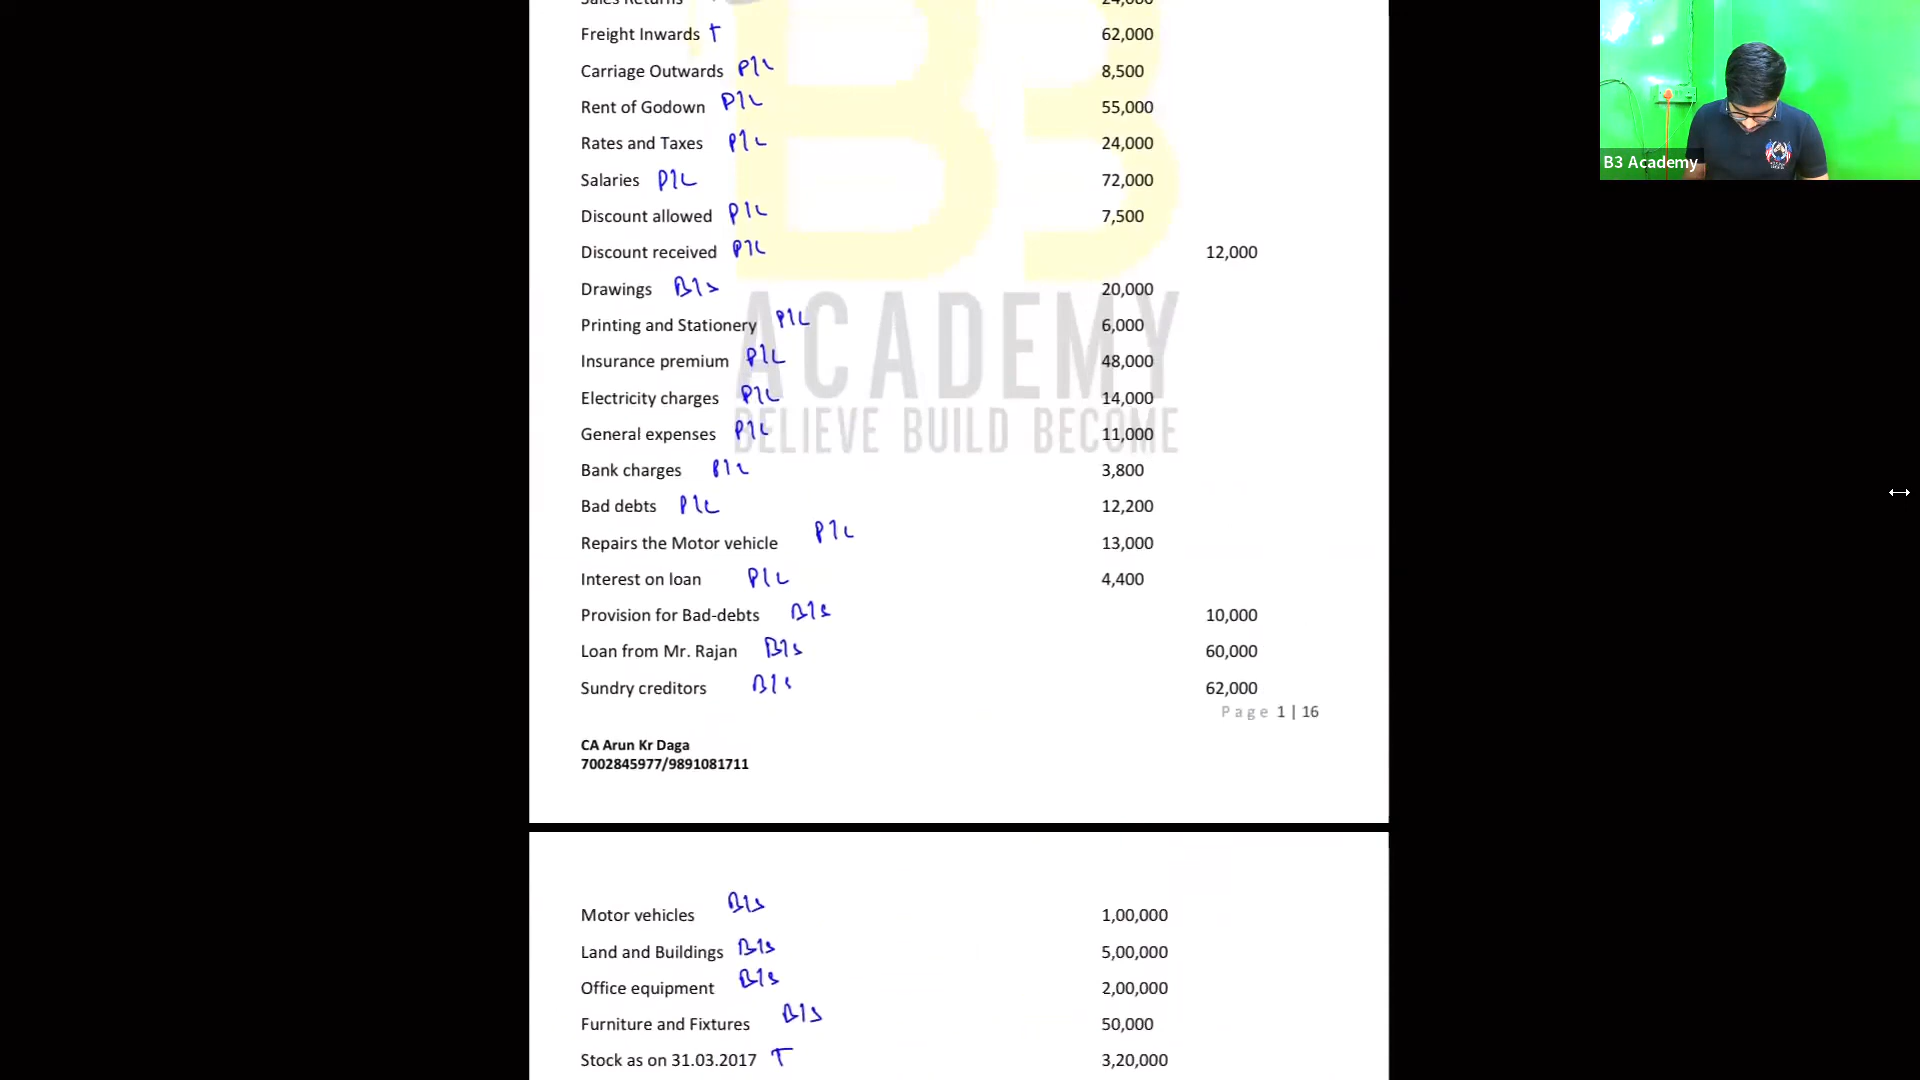 Sales Returns 24,000
Freight Inwards T 62,000
Carriage Outwards P/L 8,500
Rent of Godown P/L 55,000
Rates and Taxes P/L 24,000
Salaries P/L 72,000
Discount allowed P/L 7,500
Discount received P/L 12,000
Drawings B/S 20,000
Printing and Stationery P/L 6,000
Insurance premium P/L 48,000
Electricity charges P/L 14,000
General expenses P/L 11,000
Bank charges P/L 3,800
Bad debts P/L 12,200
Repairs the Motor vehicle P/L 13,000
Interest on loan P/L 4,400
Provision for Bad-debts B/S 10,000
Loan from Mr. Rajan B/S 60,000
Sundry creditors B/S 62,000
Page 1 | 16
CA Arun Kr Daga
7002845977/9891081711
Motor vehicles B/S 1,00,000
Land and Buildings B/S 5,00,000
Office equipment B/S 2,00,000
Furniture and Fixtures B/S 50,000
Stock as on 31.03.2017 T 3,20,000
B3
ACADEMY
BELIEVE BUILD BECOME
B3 Academy